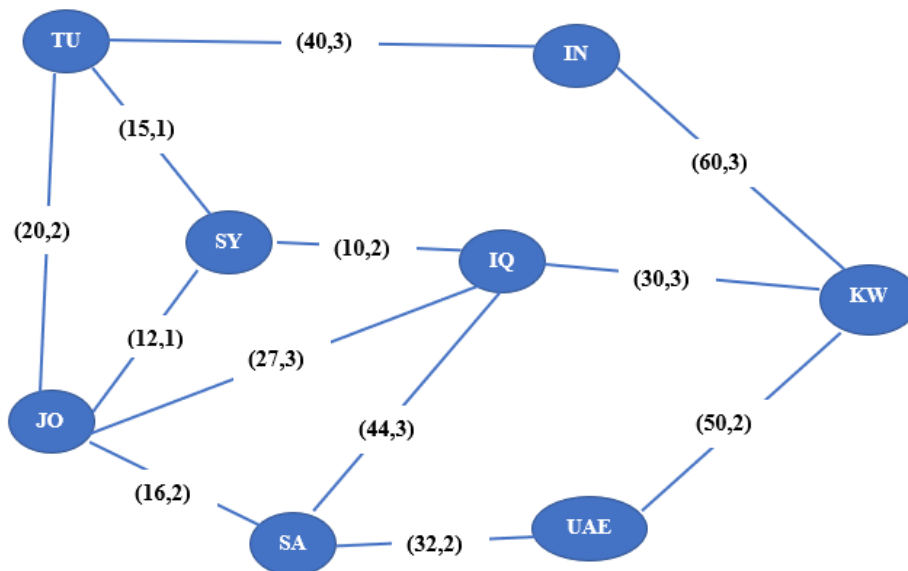 TU
(40,3)
IN
(15,1)
(60,3)
(20,2)
SY
(10,2)
IQ
(30,3)
KW
(12,1)
(27,3)
JO
(44,3)
(50,2)
(16,2)
SA
(32,2)
UAE